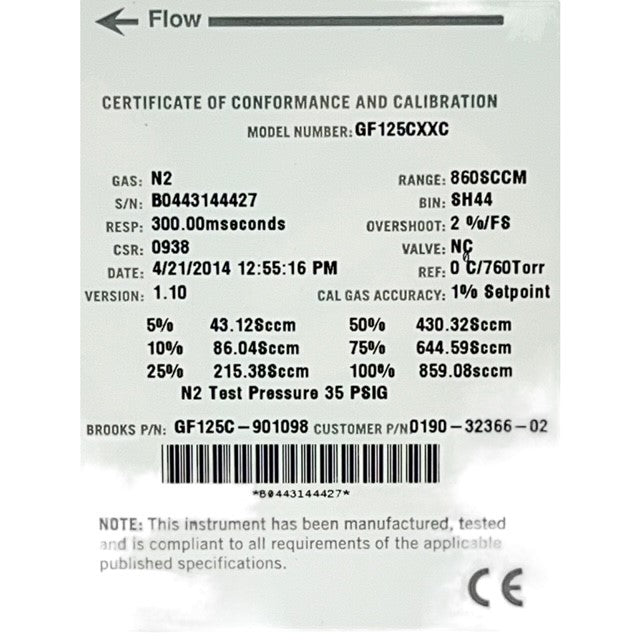 Flow
CERTIFICATE OF CONFORMANCE AND CALIBRATION
MODEL NUMBER: GF125CXXC
GAS: N2 RANGE: 860SCCM
S/N: B0443144427 BIN: SH44
RESP: 300.00mseconds OVERSHOOT: 2 %/FS
CSR: 0938 VALVE: NC
DATE: 4/21/2014 12:55:16 PM REF: 0 C/760Torr
VERSION: 1.10 CAL GAS ACCURACY: 1% Setpoint
5% 43.12Sccm 50% 430.32Sccm
10% 86.04Sccm 75% 644.59Sccm
25% 215.38Sccm 100% 859.08sccm
N2 Test Pressure 35 PSIG
BROOKS P/N: GF125C-901098 CUSTOMER P/N 0190-32366-02
*B0443144427*
NOTE: This instrument has been manufactured, tested
and is compliant to all requirements of the applicable
published specifications.
CE